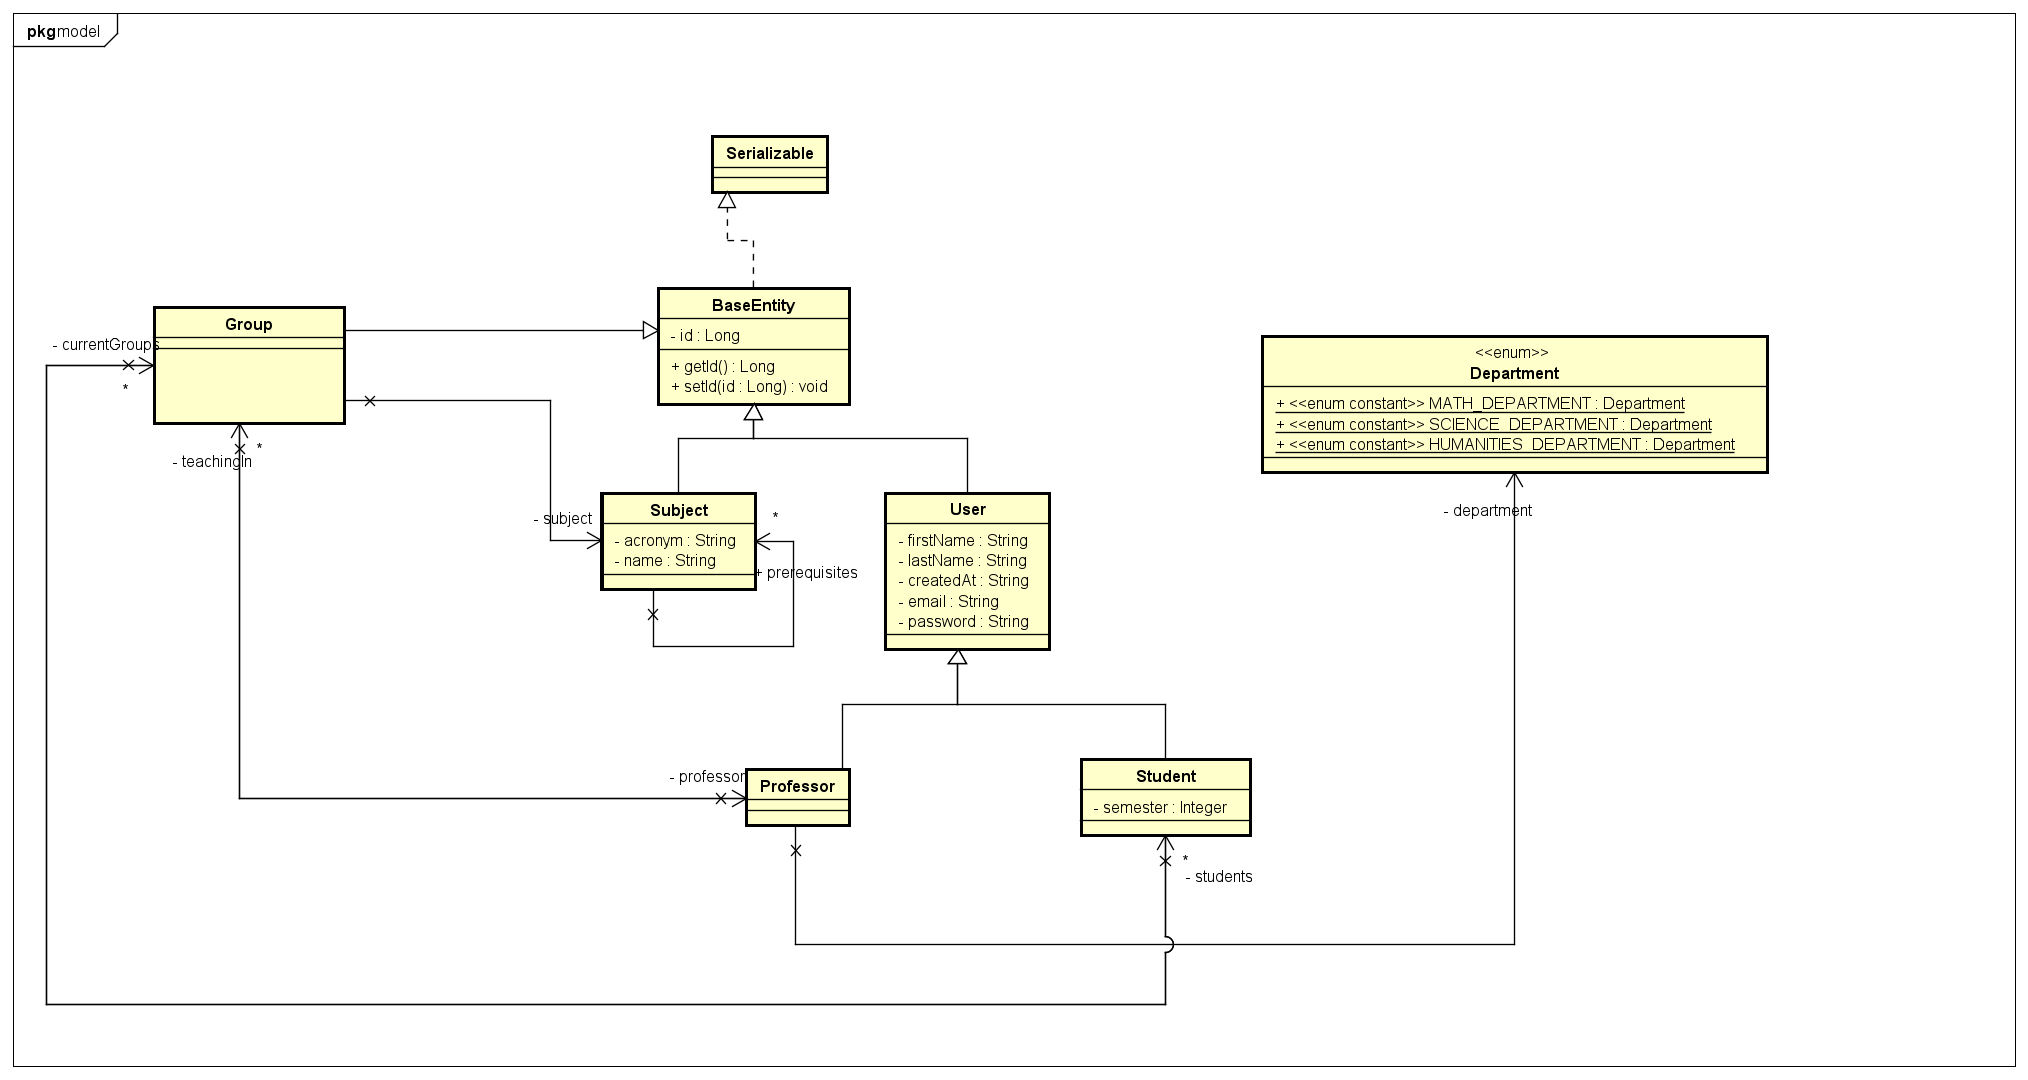 pkg model
Serializable
BaseEntity
- id : Long
+ getId() : Long
+ setId(id : Long) : void
Group
- currentGroups
*
*
- teachingIn
<<enum>>
Department
+ <<enum constant>> MATH_DEPARTMENT : Department
+ <<enum constant>> SCIENCE_DEPARTMENT : Department
+ <<enum constant>> HUMANITIES_DEPARTMENT : Department
- department
- subject
Subject
- acronym : String
- name : String
*
+ prerequisites
User
- firstName : String
- lastName : String
- createdAt : String
- email : String
- password : String
- professor
Professor
Student
- semester : Integer
*
- students